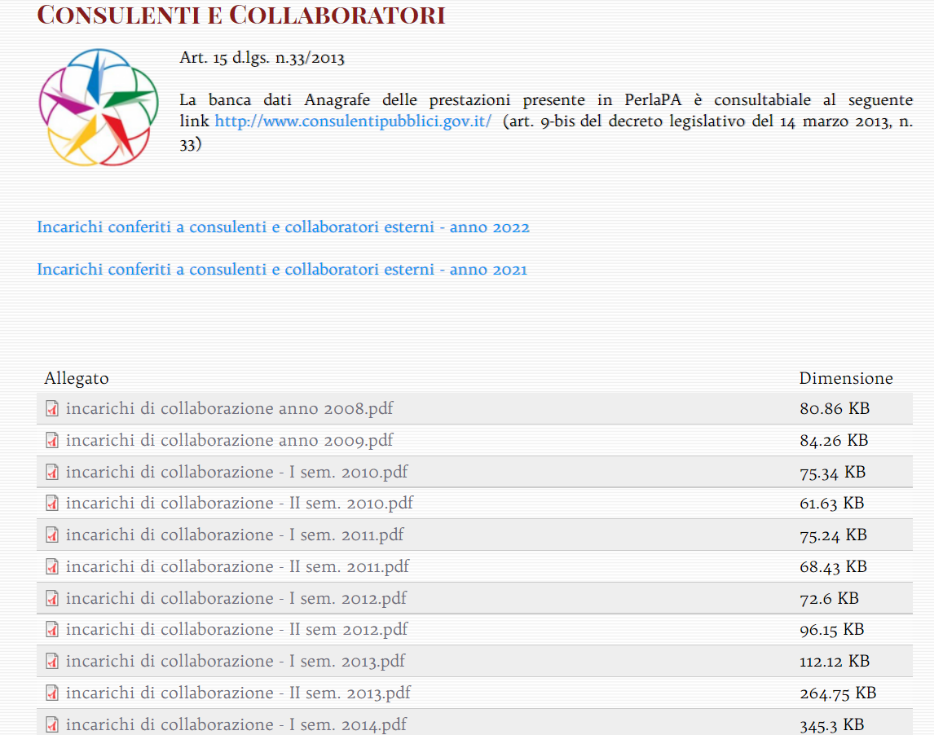 Consulenti e Collaboratori
Art. 15 d.lgs. n.33/2013
La banca dati Anagrafe delle prestazioni presente in PerlaPA è consultabiale al seguente
link http://www.consulentipubblici.gov.it/ (art. 9-bis del decreto legislativo del 14 marzo 2013, n.
33)
Incarichi conferiti a consulenti e collaboratori esterni - anno 2022
Incarichi conferiti a consulenti e collaboratori esterni - anno 2021
Allegato Dimensione
incarichi di collaborazione anno 2008.pdf 80.86 KB
incarichi di collaborazione anno 2009.pdf 84.26 KB
incarichi di collaborazione - I sem. 2010.pdf 75.34 KB
incarichi di collaborazione - II sem. 2010.pdf 61.63 KB
incarichi di collaborazione - I sem. 2011.pdf 75.24 KB
incarichi di collaborazione - II sem. 2011.pdf 68.43 KB
incarichi di collaborazione - I sem. 2012.pdf 72.6 KB
incarichi di collaborazione - II sem 2012.pdf 96.15 KB
incarichi di collaborazione - I sem. 2013.pdf 112.12 KB
incarichi di collaborazione - II sem. 2013.pdf 264.75 KB
incarichi di collaborazione - I sem. 2014.pdf 345.3 KB